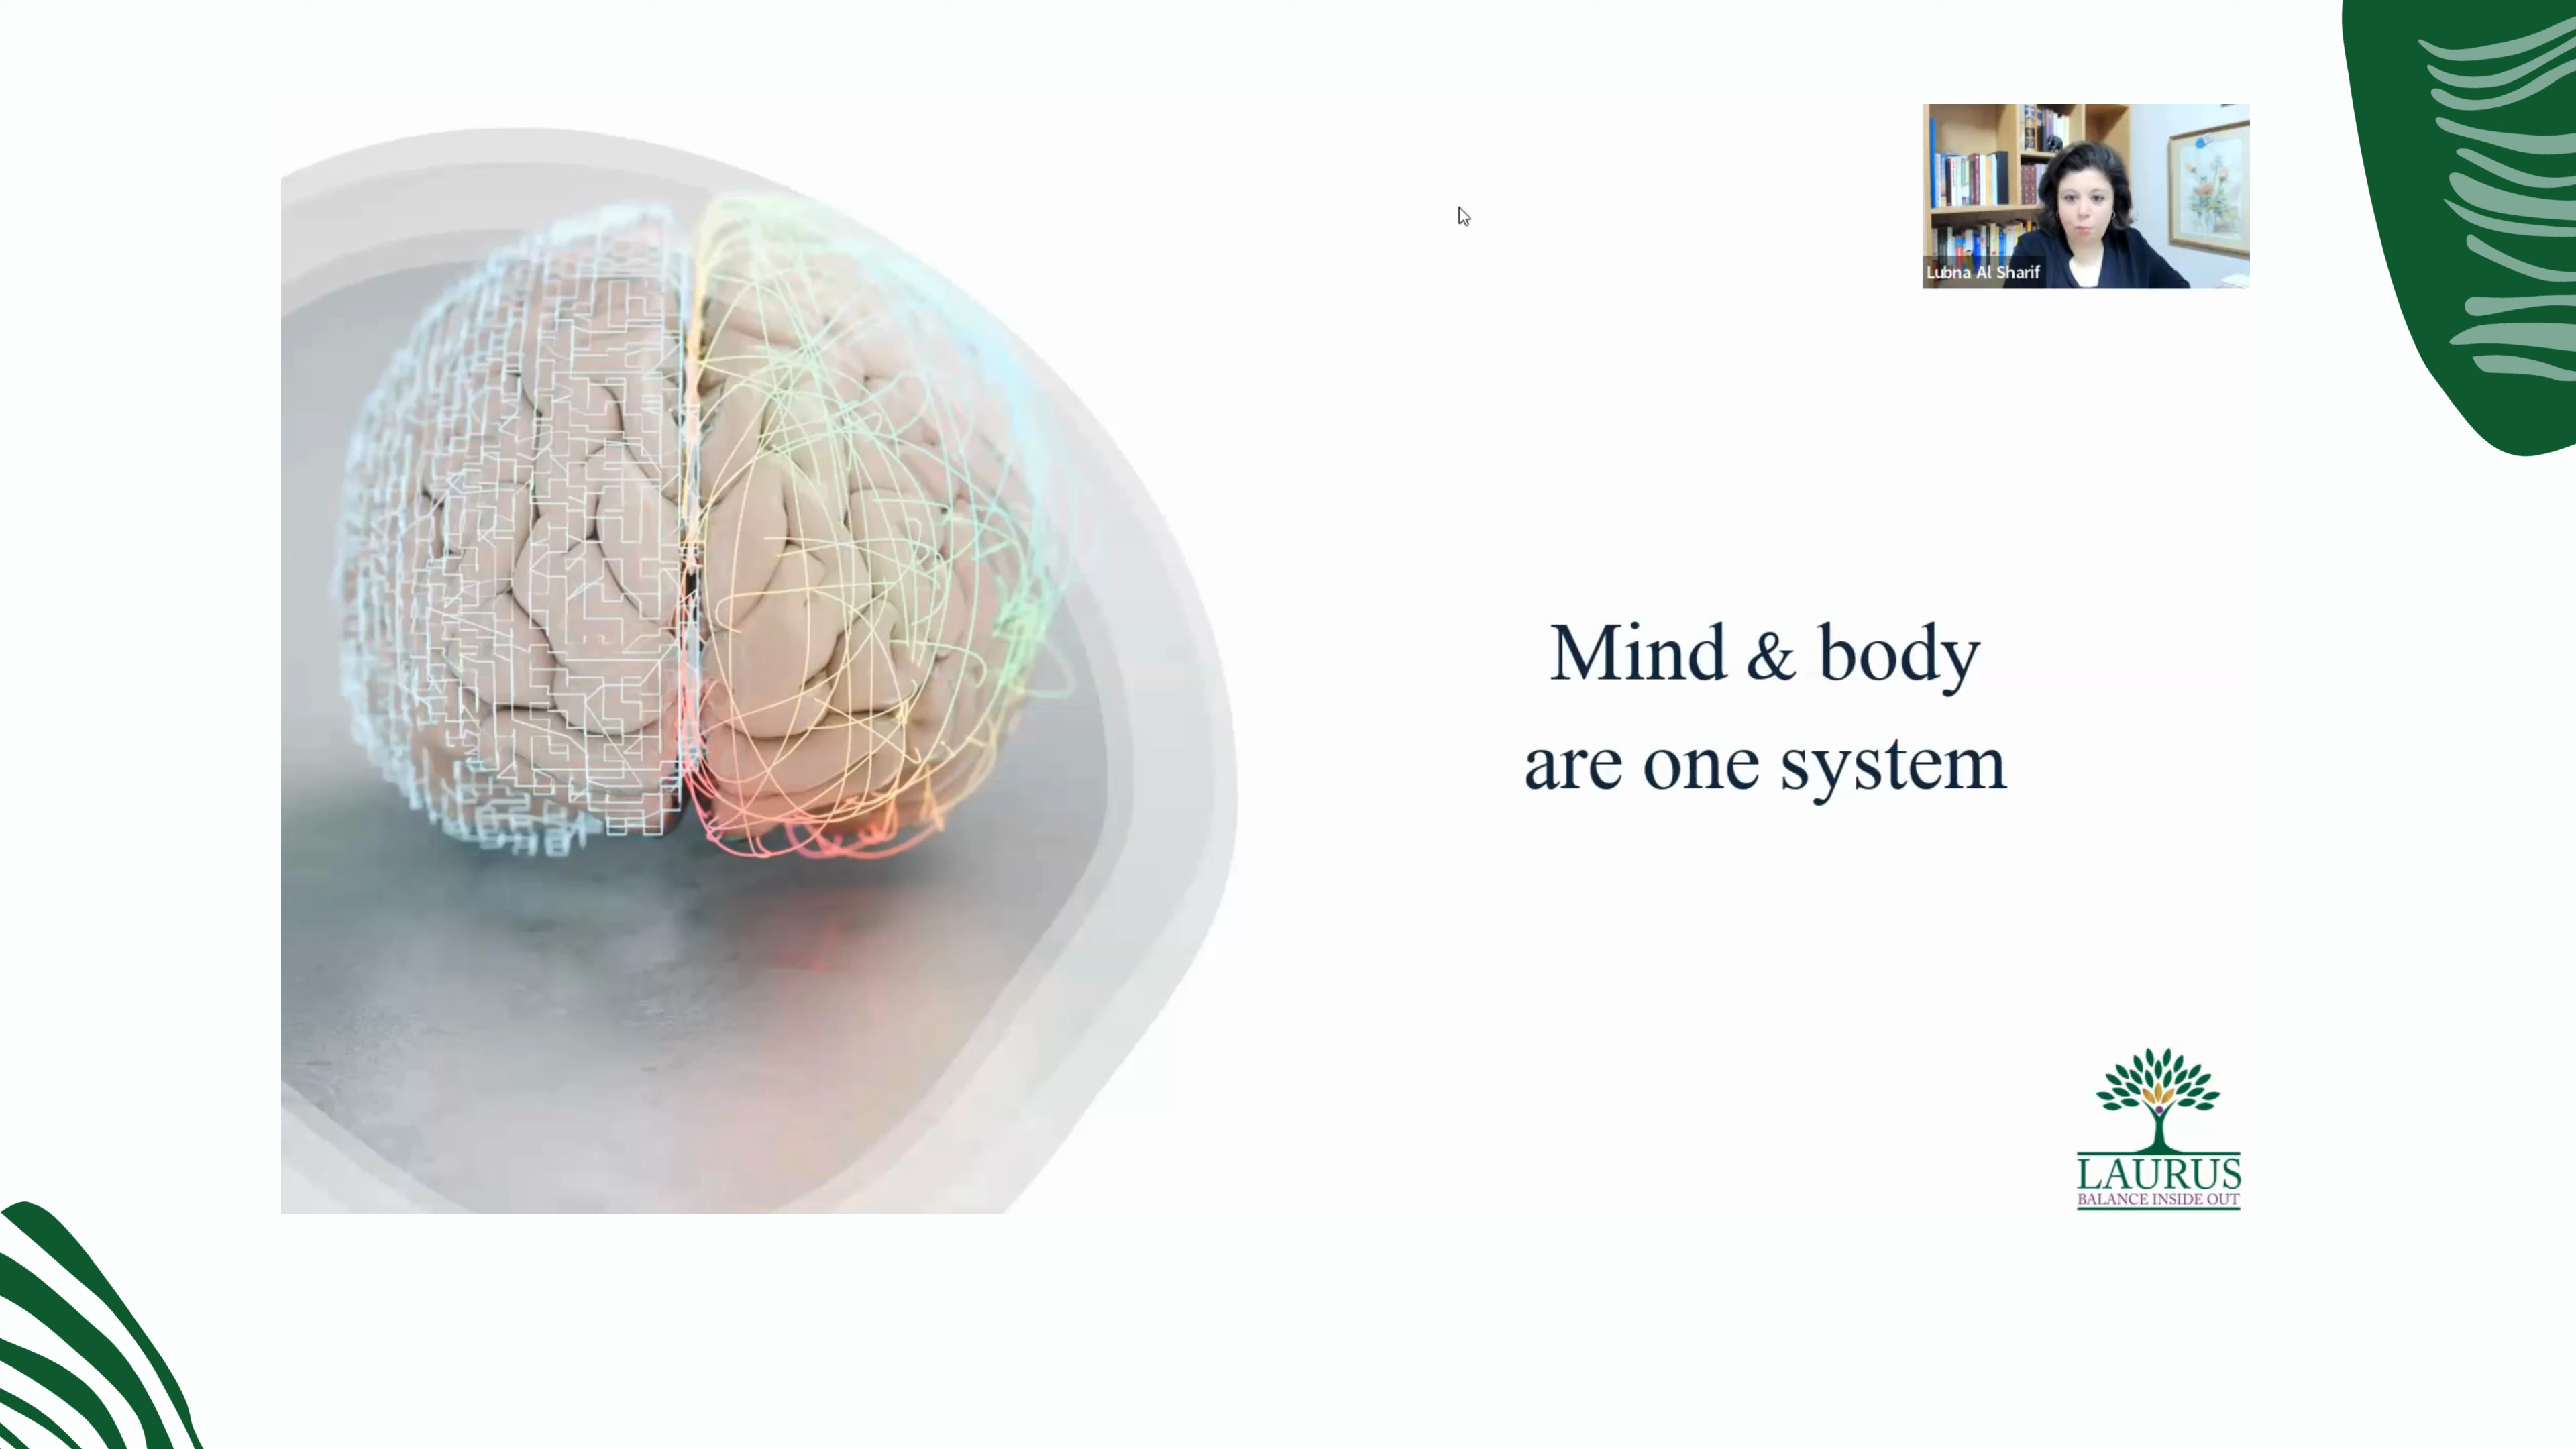 Lubna Al Sharif
Mind & body
are one system
LAURUS
BALANCE INSIDE OUT